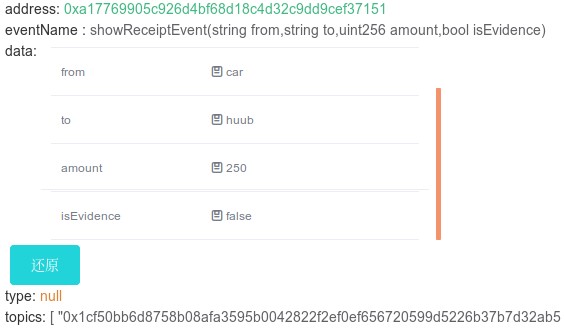 address: 0xa17769905c926d4bf68d18c4d32c9dd9cef37151
eventName : showReceiptEvent(string from,string to,uint256 amount,bool isEvidence)
data:
from car
to huub
amount 250
isEvidence false
还原
type: null
topics: [ "0x1cf50bb6d8758b08afa3595b0042822f2ef0ef656720599d5226b37b7d32ab5